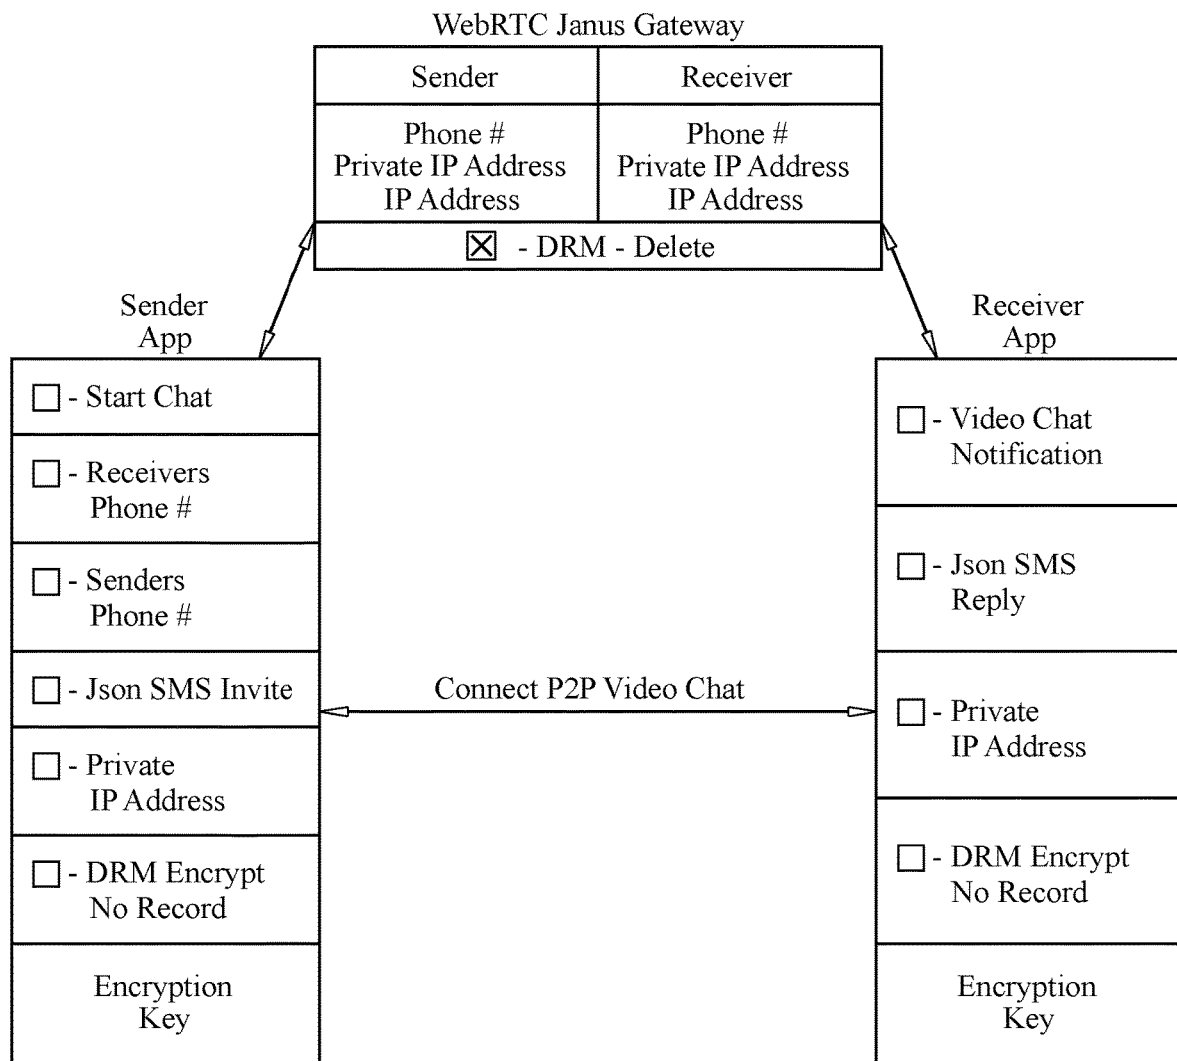 WebRTC Janus Gateway
Sender
Receiver
Phone #
Private IP Address
IP Address
Phone #
Private IP Address
IP Address
- DRM - Delete
Sender
App
- Start Chat
- Receivers
Phone #
- Senders
Phone #
- Json SMS Invite
- Private
IP Address
- DRM Encrypt
No Record
Encryption
Key
Connect P2P Video Chat
Receiver
App
- Video Chat
Notification
- Json SMS
Reply
- Private
IP Address
- DRM Encrypt
No Record
Encryption
Key